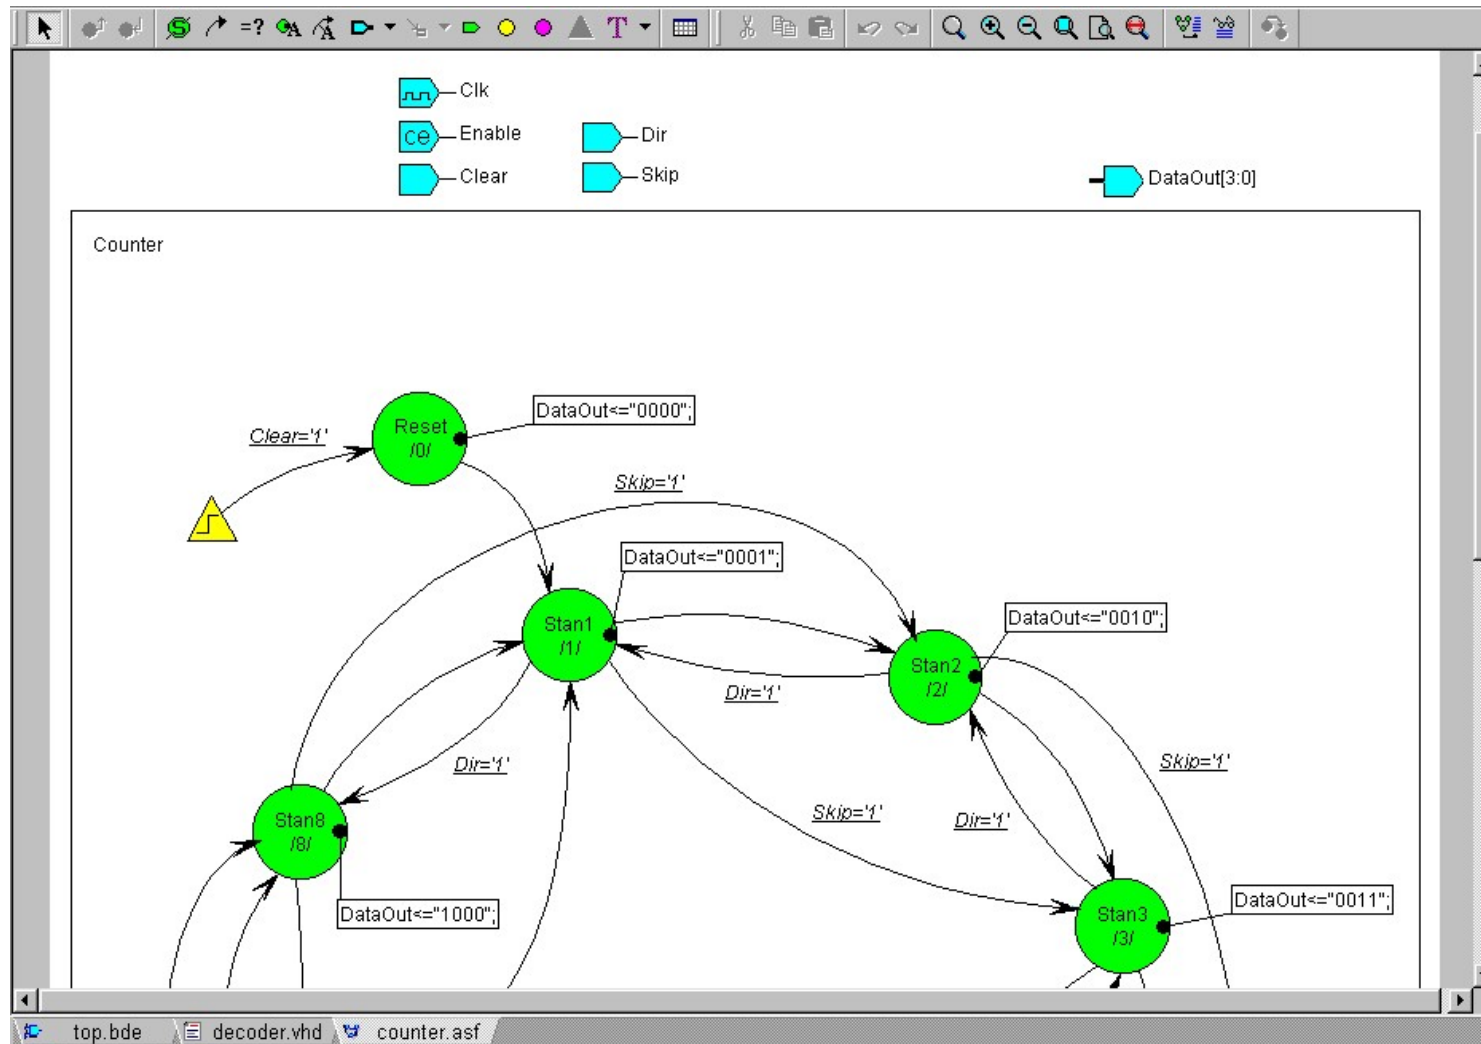 =?
T
Clk
ce
Enable
Dir
Clear
Skip
DataOut[3:0]
Counter
DataOut<="0000";
Reset
/0/
Clear='1'
Skip='1'
DataOut<="0001";
Stan1
/1/
DataOut<="0010";
Stan2
/2/
Dir='1'
Dir='1'
Skip='1'
Skip='1'
Dir='1'
Stan8
/8/
DataOut<="1000";
DataOut<="0011";
Stan3
/3/
top.bde
decoder.vhd
counter.asf